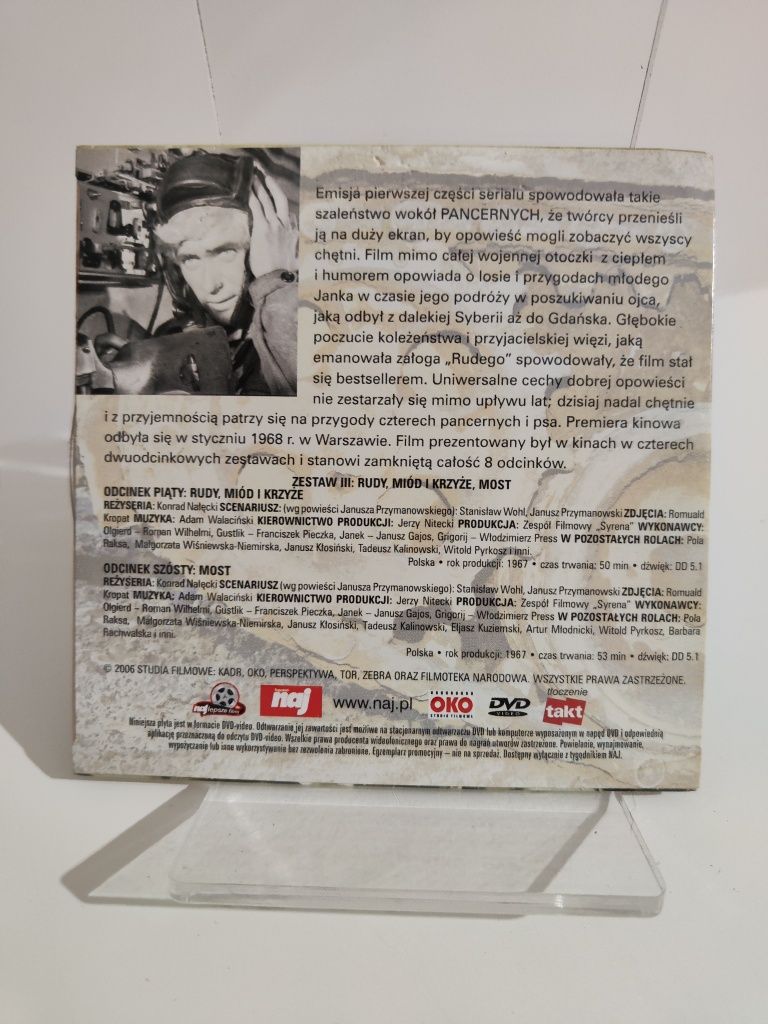 Emisja pierwszej części serialu spowodowała takie
szaleństwo wokół PANCERNYCH, że twórcy przenieśli
ją na duży ekran, by opowieść mogli zobaczyć wszyscy
chętni. Film mimo całej wojennej otoczki z ciepłem
i humorem opowiada o losie i przygodach młodego
Janka w czasie jego podróży w poszukiwaniu ojca,
jaką odbył z dalekiej Syberii aż do Gdańska. Głębokie
poczucie koleżeństwa i przyjacielskiej więzi, jaką
emanowała załoga „Rudego” spowodowały, że film stał
się bestsellerem. Uniwersalne cechy dobrej opowieści
nie zestarzały się mimo upływu lat; dzisiaj nadal chętnie
i z przyjemnością patrzy się na przygody czterech pancernych i psa. Premiera kinowa
odbyła się w styczniu 1968 r. w Warszawie. Film prezentowany był w kinach w czterech
dwuodcinkowych zestawach i stanowi zamkniętą całość 8 odcinków.
ZESTAW III: RUDY, MIÓD I KRZYŻE, MOST
ODCINEK PIĄTY: RUDY, MIÓD I KRZYŻE
REŻYSERIA: Konrad Nałęcki SCENARIUSZ: (wg powieści Janusza Przymanowskiego): Stanisław Wohl, Janusz Przymanowski ZDJĘCIA: Romuald
Kropat MUZYKA: Adam Walaciński KIEROWNICTWO PRODUKCJI: Jerzy Nitecki PRODUKCJA: Zespół Filmowy „Syrena” WYKONAWCY:
Olgierd – Roman Wilhelmi, Gustlik – Franciszek Pieczka, Janek – Janusz Gajos, Grigorij – Włodzimierz Press W POZOSTAŁYCH ROLACH: Pola
Raksa, Małgorzata Wiśniewska-Niemirska, Janusz Kłosiński, Tadeusz Kalinowski, Witold Pyrkosz i inni.
Polska • rok produkcji: 1967 • czas trwania: 50 min • dźwięk: DD 5.1
ODCINEK SZÓSTY: MOST
REŻYSERIA: Konrad Nałęcki SCENARIUSZ (wg powieści Janusza Przymanowskiego): Stanisław Wohl, Janusz Przymanowski ZDJĘCIA: Romuald
Kropat MUZYKA: Adam Walaciński KIEROWNICTWO PRODUKCJI: Jerzy Nitecki PRODUKCJA: Zespół Filmowy „Syrena” WYKONAWCY:
Olgierd – Roman Wilhelmi, Gustlik – Franciszek Pieczka, Janek – Janusz Gajos, Grigorij – Włodzimierz Press W POZOSTAŁYCH ROLACH: Pola
Raksa, Małgorzata Wiśniewska-Niemirska, Janusz Kłosiński, Tadeusz Kalinowski, Eljasz Kuziemski, Artur Młodnicki, Witold Pyrkosz, Barbara
Rachwalska i inni.
Polska • rok produkcji: 1967 • czas trwania: 53 min • dźwięk: DD 5.1
© 2006 STUDIA FILMOWE: KADR, OKO, PERSPEKTYWA, TOR, ZEBRA ORAZ FILMOTEKA NARODOWA. WSZYSTKIE PRAWA ZASTRZEŻONE.
tłoczenie
naj lepsze filmy naj www.naj.pl OKO STUDIO FILMOWE DVD VIDEO takt
Niniejsza płyta jest w formacie DVD-video. Odtwarzanie jej zawartości jest możliwe na stacjonarnym odtwarzaczu DVD lub komputerze wyposażonym w napęd DVD i odpowiednią
aplikację przeznaczoną do odczytu DVD-video. Wszelkie prawa producenta wideofonicznego oraz prawa do nagrań utworów zastrzeżone. Powielanie, wynajmowanie,
wypożyczanie lub inne wykorzystywanie bez zezwolenia zabronione. Egzemplarz promocyjny – nie na sprzedaż. Dostępny wyłącznie z tygodnikiem NAJ.